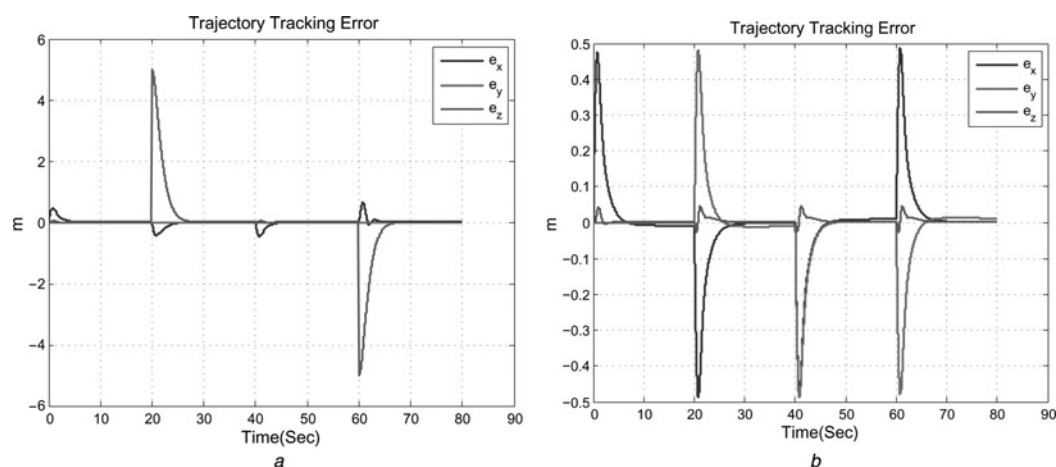 Trajectory Tracking Error
6
4
2
0
−2
−4
−6
m
0 10 20 30 40 50 60 70 80 90
Time(Sec)
e_x
e_y
e_z
a
Trajectory Tracking Error
0.5
0.4
0.3
0.2
0.1
0
−0.1
−0.2
−0.3
−0.4
−0.5
m
0 10 20 30 40 50 60 70 80 90
Time(Sec)
e_x
e_y
e_z
b